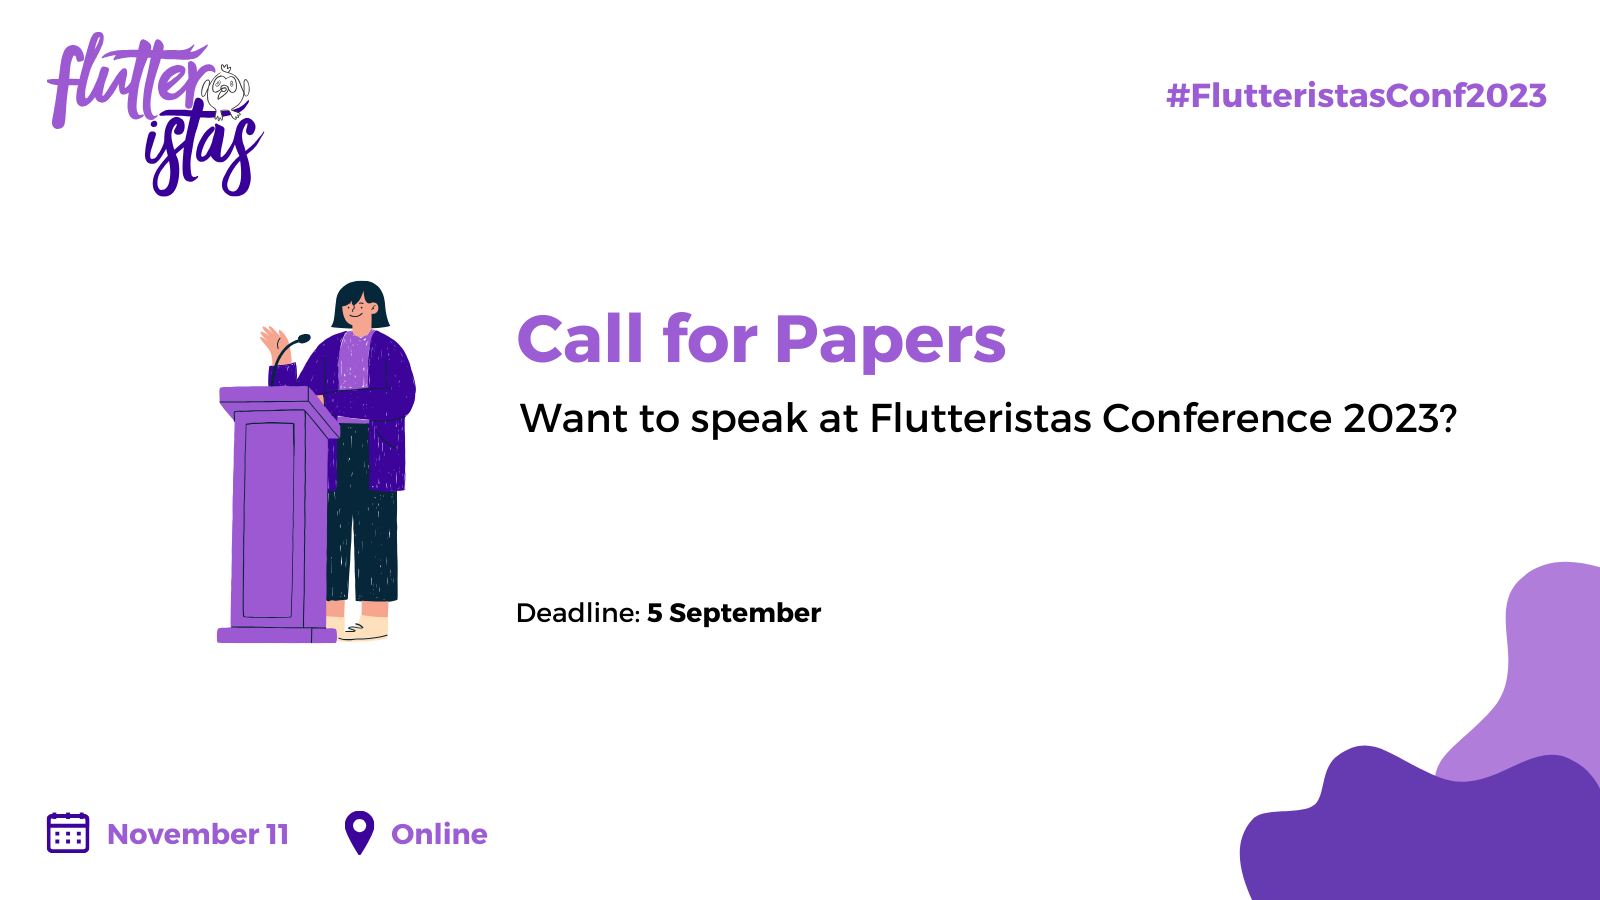 flutter
istas
#FlutteristasConf2023
Call for Papers
Want to speak at Flutteristas Conference 2023?
Deadline: 5 September
November 11
Online